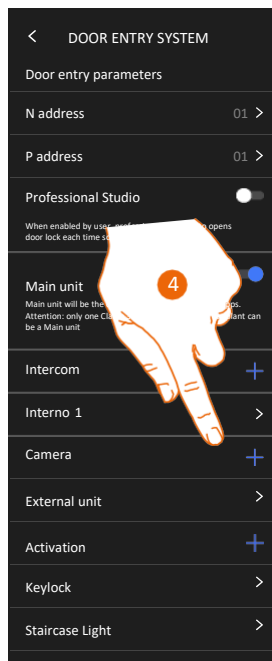 DOOR ENTRY SYSTEM
Door entry parameters
N address 01
P address 01
Professional Studio
When enabled by user, opens
door lock each time
4
Main unit
Main unit will be the
Attention: only one can
be a Main unit
Intercom
Interno 1
Camera
External unit
Activation
Keylock
Staircase Light